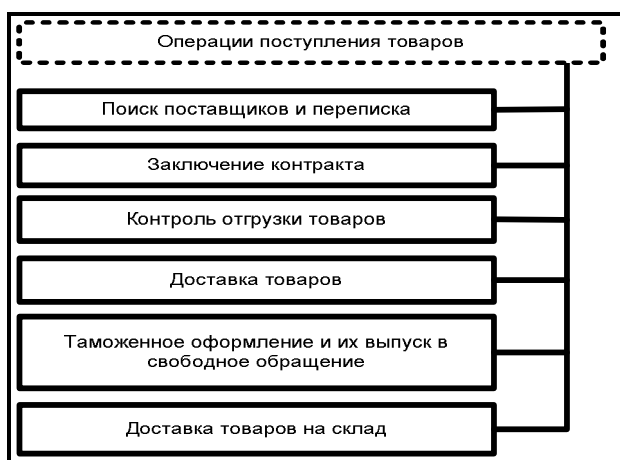 Операции поступления товаров
Поиск поставщиков и переписка
Заключение контракта
Контроль отгрузки товаров
Доставка товаров
Таможенное оформление и их выпуск в
свободное обращение
Доставка товаров на склад